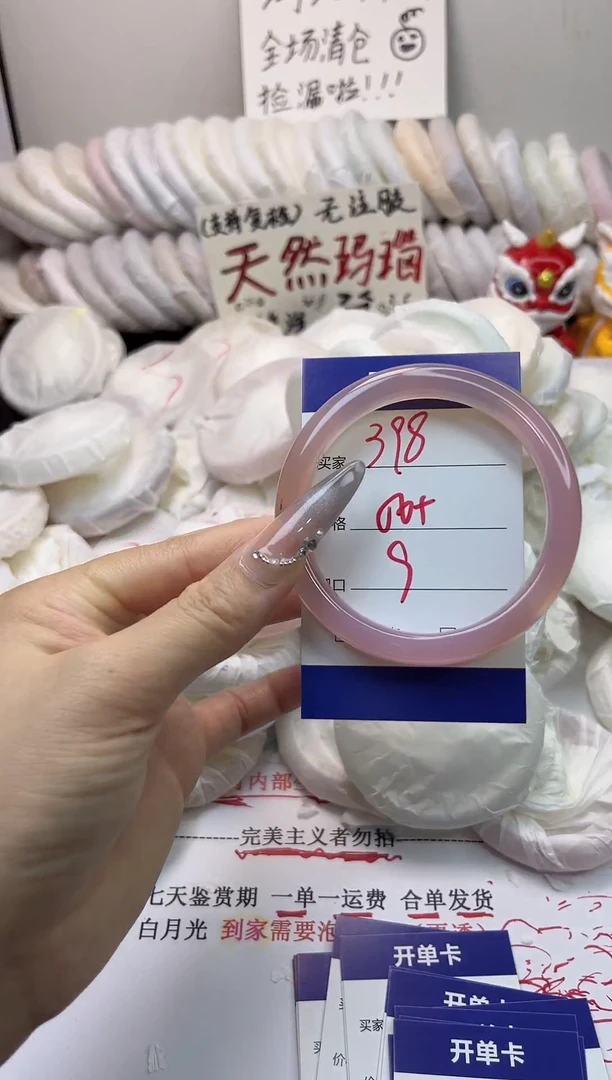 全场清仓
捡漏啦!!!
(支持复检) 无注胶
天然玛瑙
买家 398
格
口 9
内部
完美主义者勿拍
七天鉴赏期 一单一运费 合单发货
白月光 到家需要泡
开单卡
开单卡
买家
开单卡